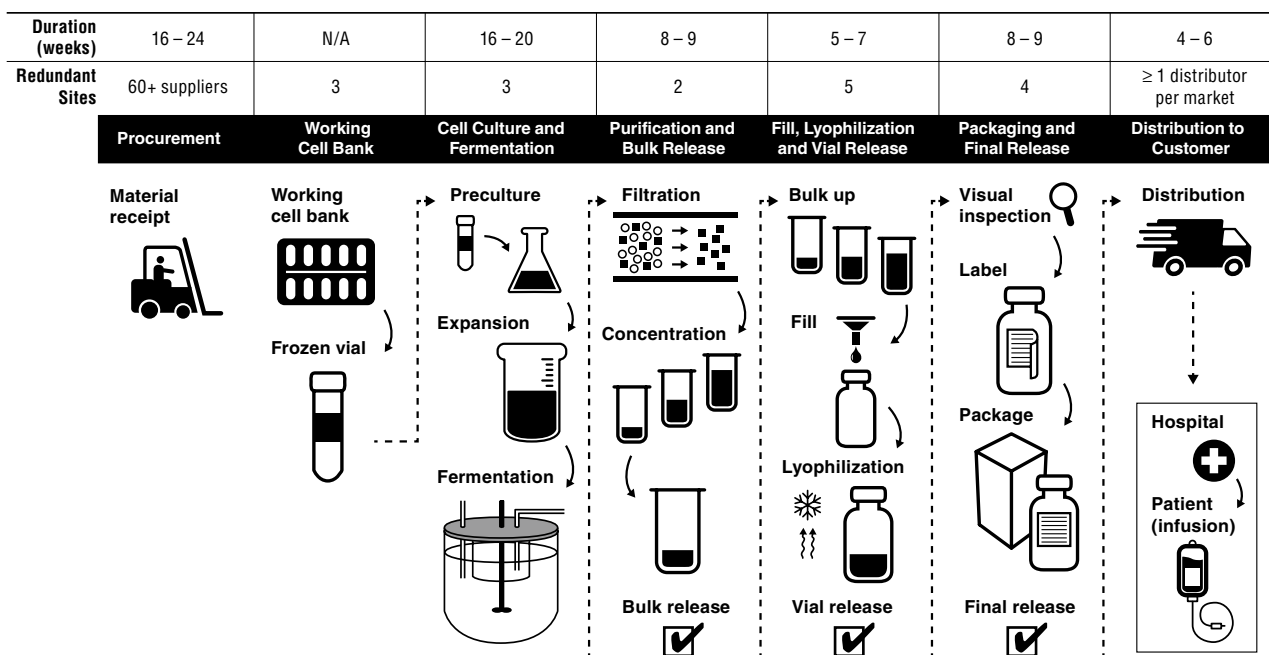 Duration
(weeks)
16 – 24
N/A
16 – 20
8 – 9
5 – 7
8 – 9
4 – 6
Redundant
Sites
60+ suppliers
3
3
2
5
4
≥ 1 distributor
per market
Procurement
Working
Cell Bank
Cell Culture and
Fermentation
Purification and
Bulk Release
Fill, Lyophilization
and Vial Release
Packaging and
Final Release
Distribution to
Customer
Material
receipt
Working
cell bank
Frozen vial
Preculture
Expansion
Fermentation
Filtration
Concentration
Bulk release
Bulk up
Fill
Lyophilization
Vial release
Visual
inspection
Label
Package
Final release
Distribution
Hospital
Patient
(infusion)